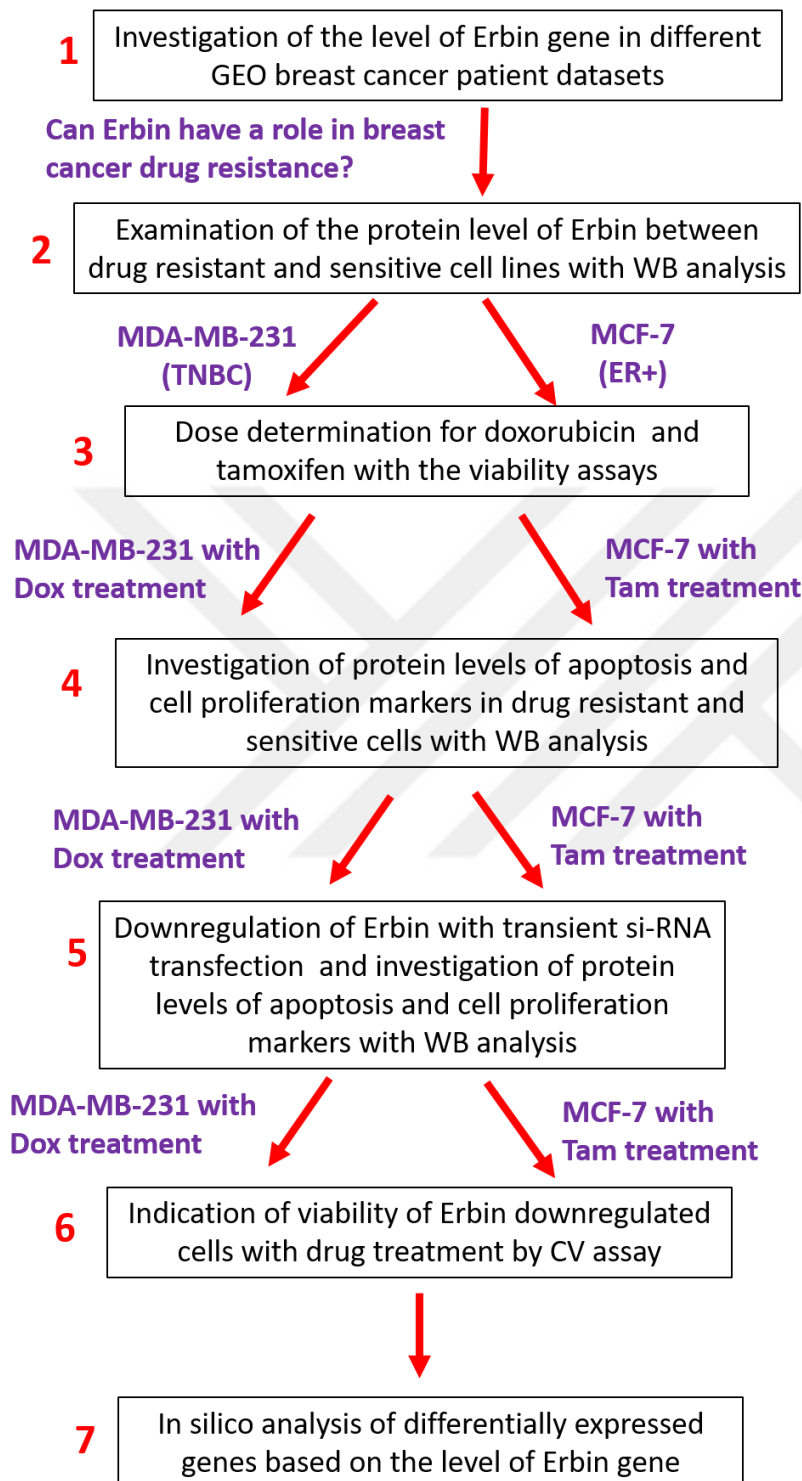 1
Investigation of the level of Erbin gene in different
GEO breast cancer patient datasets
Can Erbin have a role in breast
cancer drug resistance?
2
Examination of the protein level of Erbin between
drug resistant and sensitive cell lines with WB analysis
MDA-MB-231
(TNBC)
MCF-7
(ER+)
3
Dose determination for doxorubicin and
tamoxifen with the viability assays
MDA-MB-231 with
Dox treatment
MCF-7 with
Tam treatment
4
Investigation of protein levels of apoptosis and
cell proliferation markers in drug resistant and
sensitive cells with WB analysis
MDA-MB-231 with
Dox treatment
MCF-7 with
Tam treatment
5
Downregulation of Erbin with transient si-RNA
transfection and investigation of protein
levels of apoptosis and cell proliferation
markers with WB analysis
MDA-MB-231 with
Dox treatment
MCF-7 with
Tam treatment
6
Indication of viability of Erbin downregulated
cells with drug treatment by CV assay
7
In silico analysis of differentially expressed
genes based on the level of Erbin gene